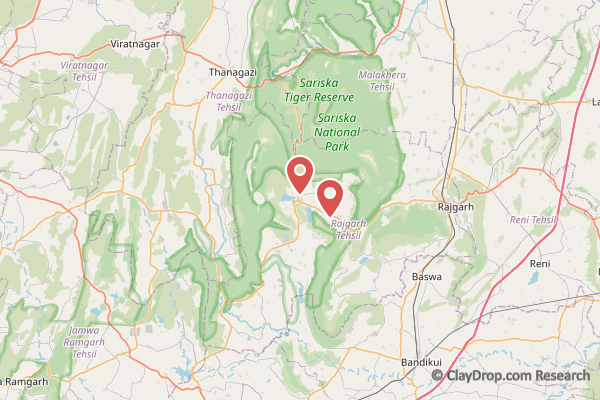 Viratnagar
Viratnagar
Tehsil
Thanagazi
Thanagazi
Tehsil
Sariska
Tiger Reserve
Malakhera
Tehsil
La
Sariska
National
Park
Rajgarh
Rajgarh
Tehsil
Reni Tehsil
Reni
Baswa
Jamwa
Ramgarh
Tehsil
Bandikui
a Ramgarh
© ClayDrop.com Research